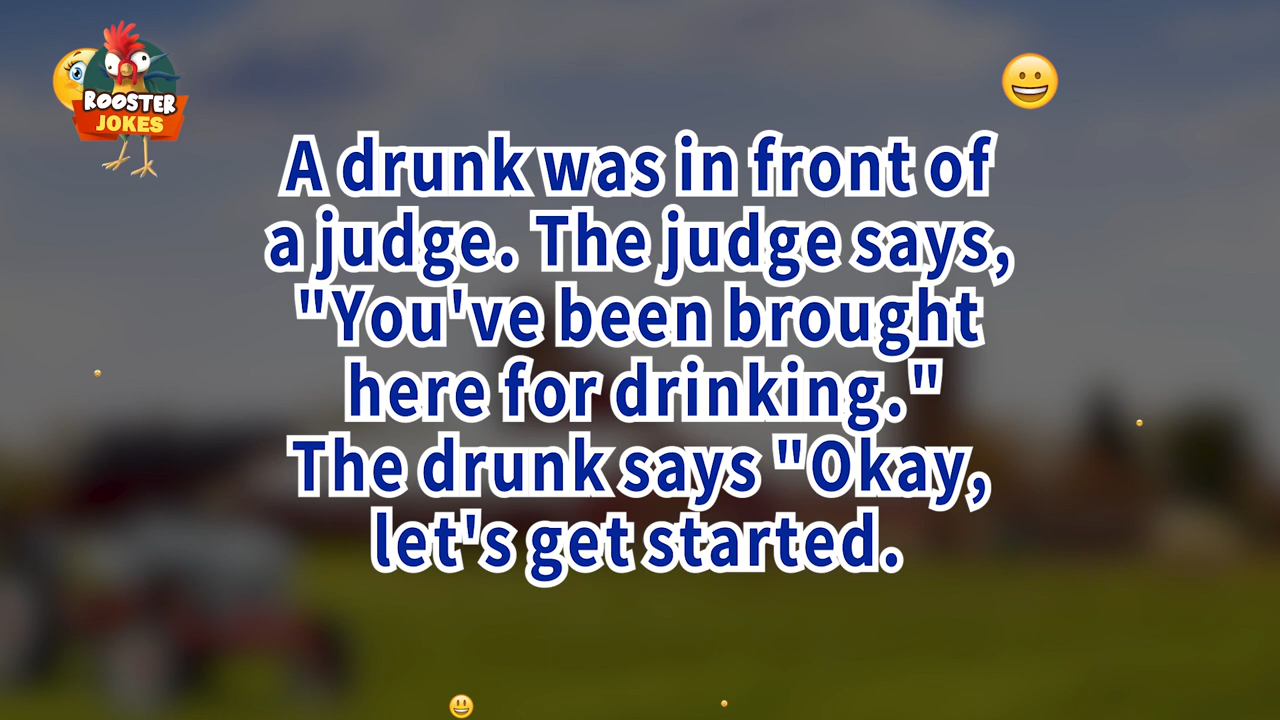 ROOSTER
JOKES
A drunk was in front of
a judge. The judge says,
"You've been brought
here for drinking."
The drunk says "Okay,
let's get started.